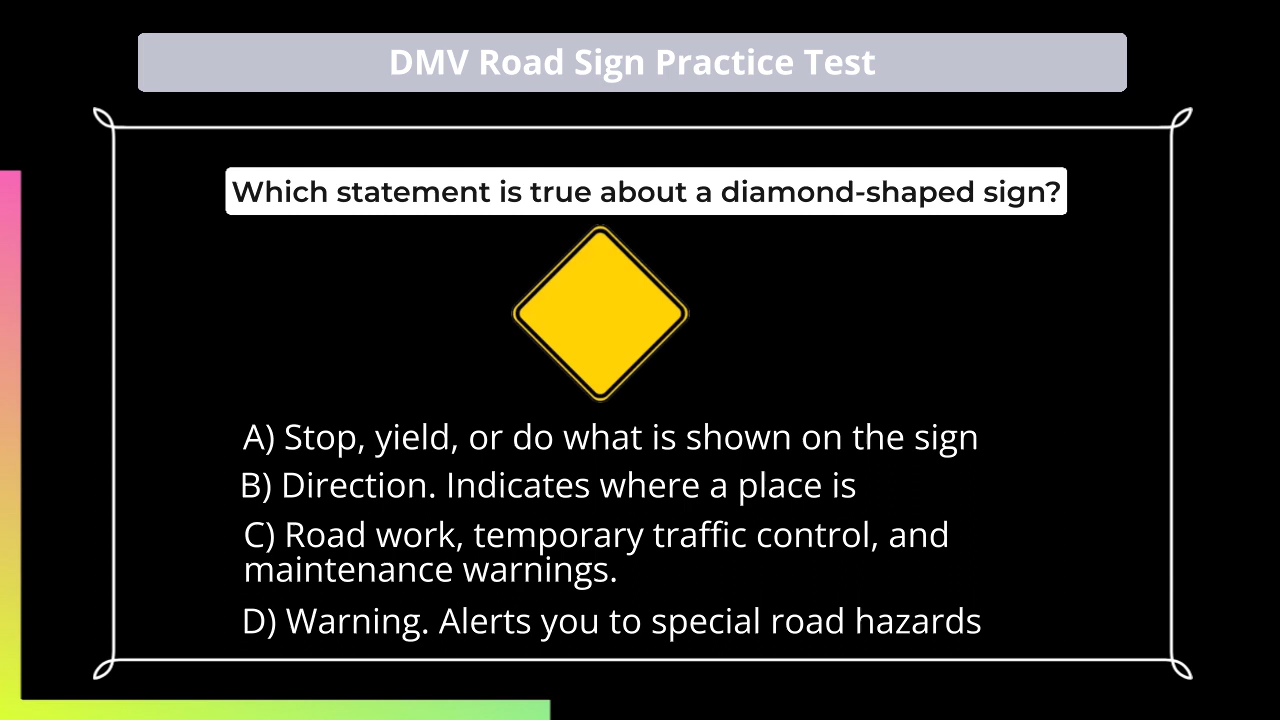 DMV Road Sign Practice Test
Which statement is true about a diamond-shaped sign?
A) Stop, yield, or do what is shown on the sign
B) Direction. Indicates where a place is
C) Road work, temporary traffic control, and
maintenance warnings.
D) Warning. Alerts you to special road hazards